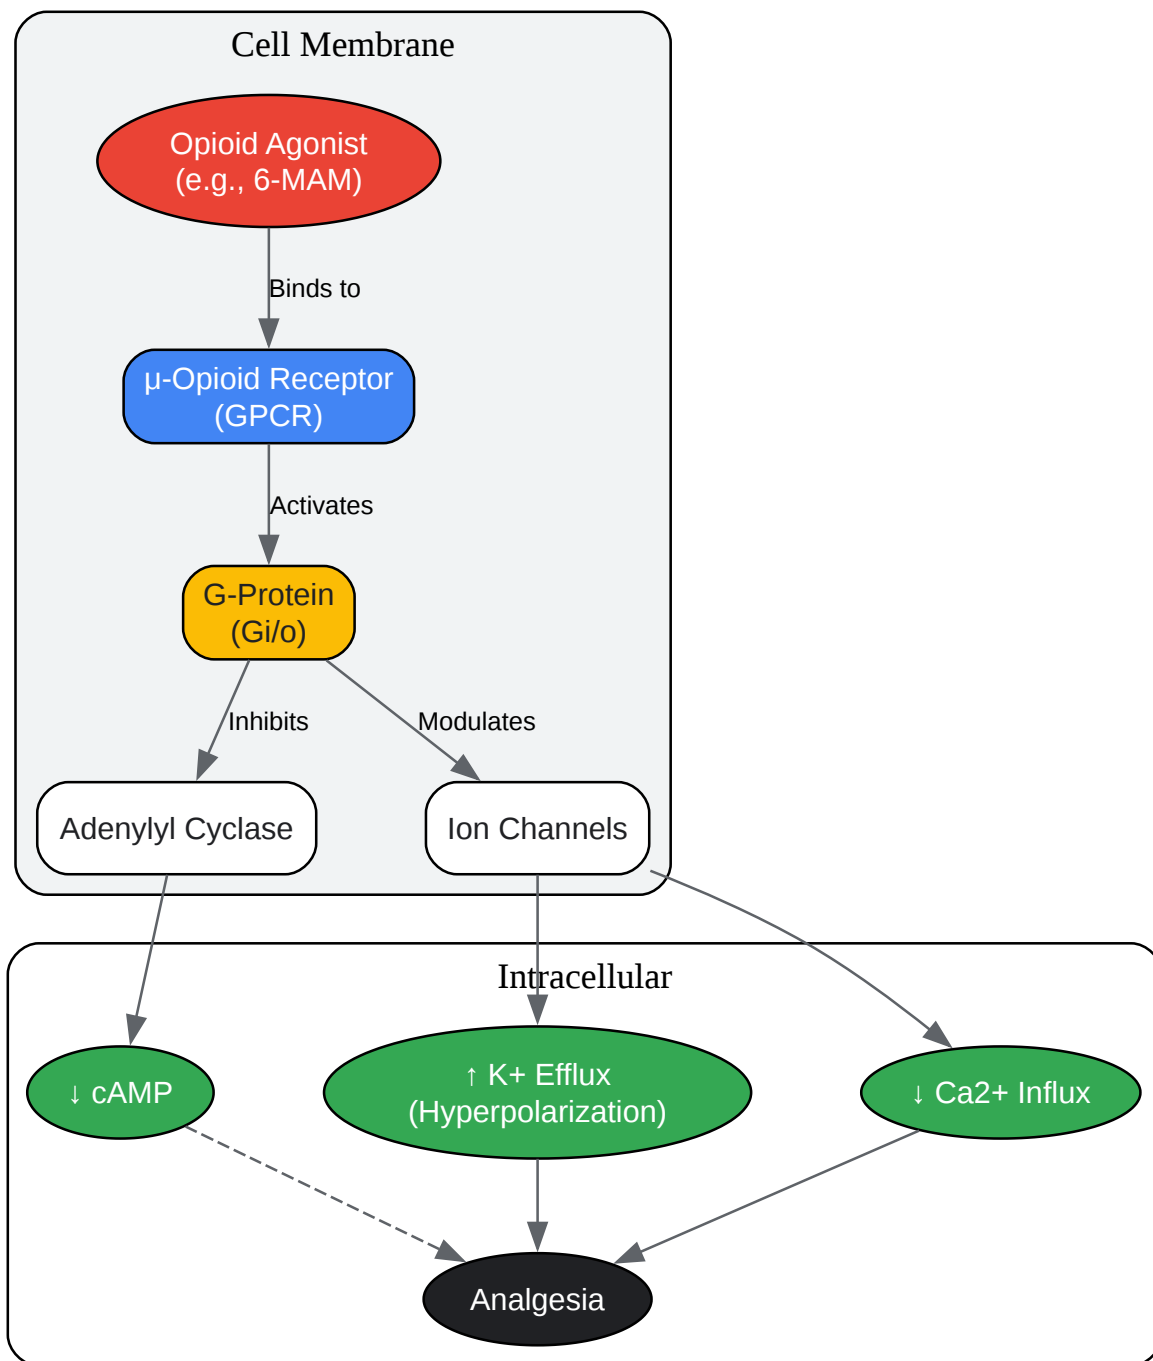 Cell Membrane
Opioid Agonist
(e.g., 6-MAM)
Binds to
μ-Opioid Receptor
(GPCR)
Activates
G-Protein
(Gi/o)
Inhibits
Modulates
Adenylyl Cyclase
Ion Channels
Intracellular
↓ cAMP
↑ K+ Efflux
(Hyperpolarization)
↓ Ca2+ Influx
Analgesia